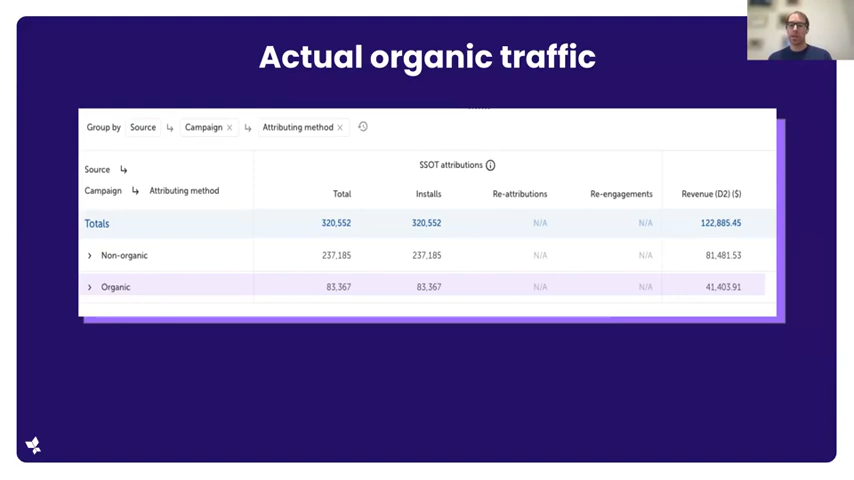 Actual organic traffic
Group by Source Campaign Attributing method
Source
Campaign Attributing method
SSOT attributions
Total Installs Re-attributions Re-engagements Revenue (D2) ($)
Totals 320,552 320,552 N/A N/A 122,885.45
Non-organic 237,185 237,185 N/A N/A 81,481.53
Organic 83,367 83,367 N/A N/A 41,403.91